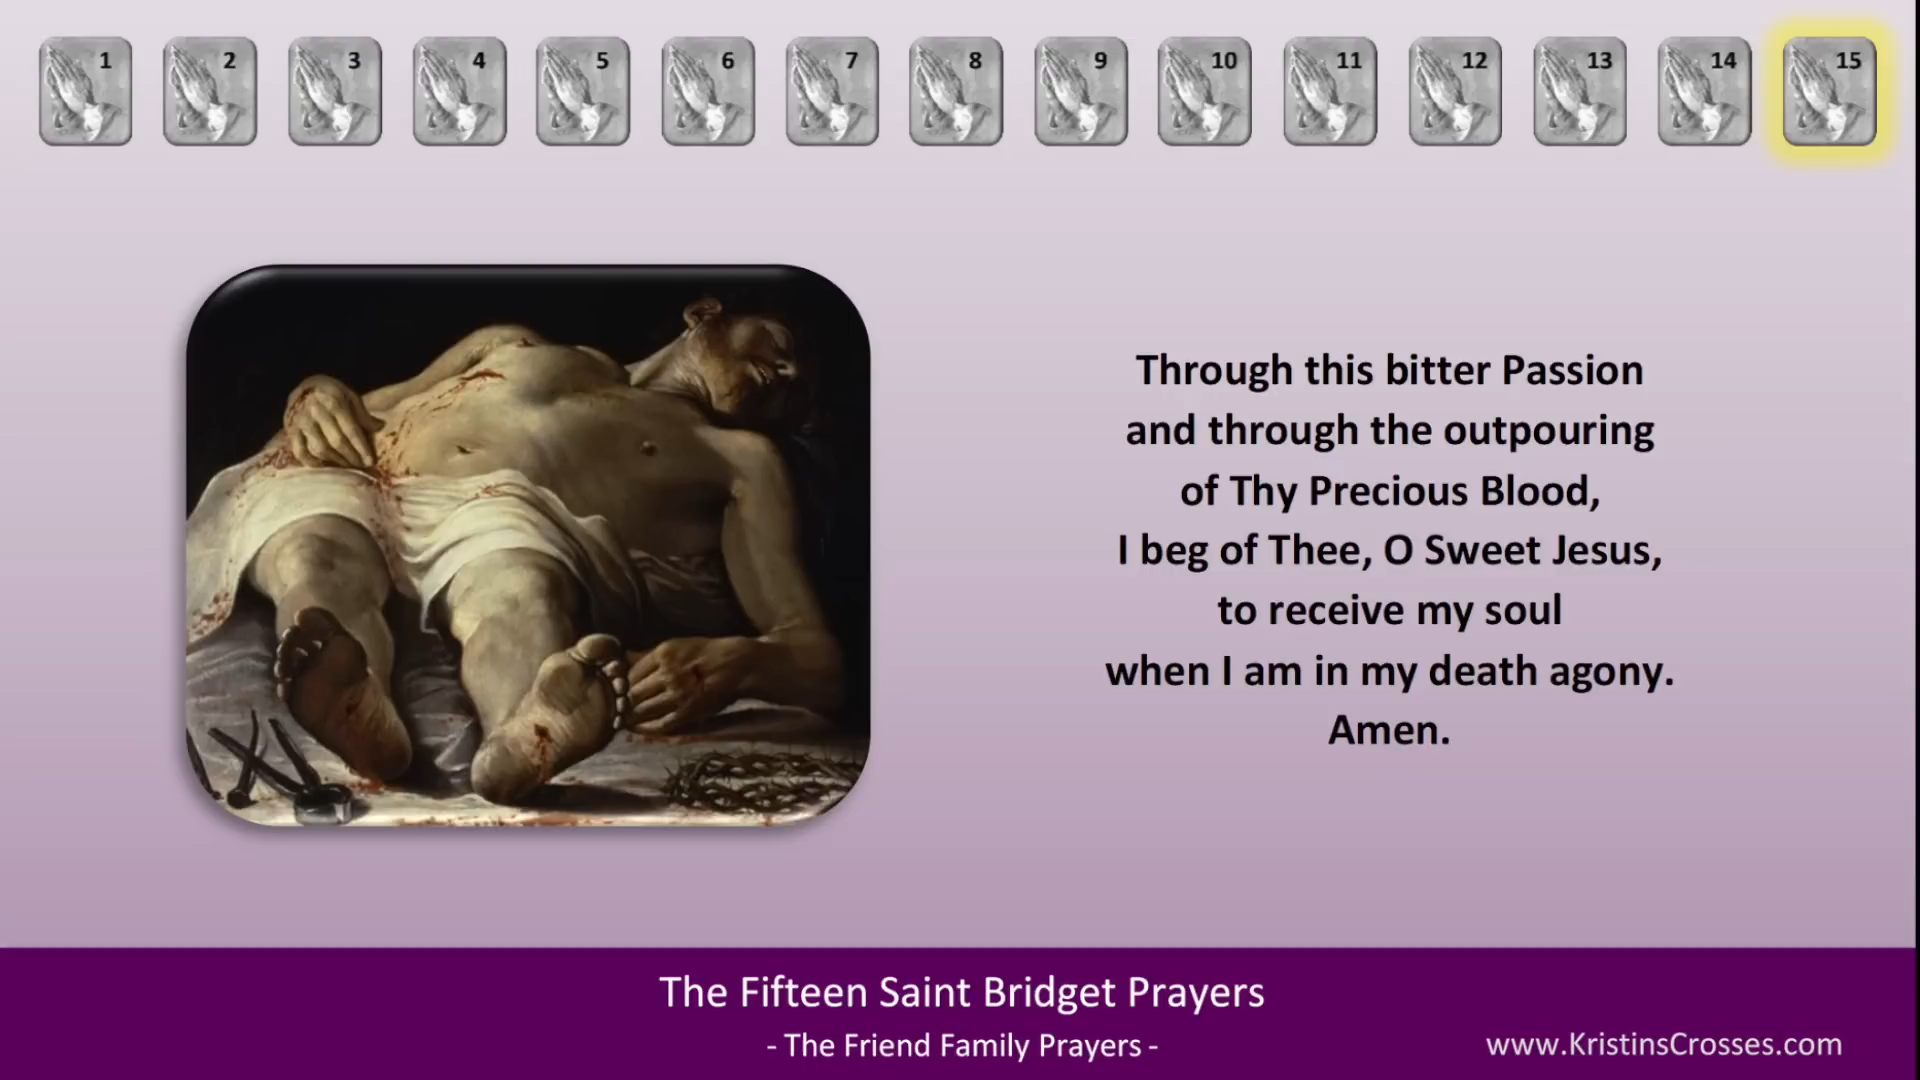 1 2 3 4 5 6 7 8 9 10 11 12 13 14 15
Through this bitter Passion
and through the outpouring
of Thy Precious Blood,
I beg of Thee, O Sweet Jesus,
to receive my soul
when I am in my death agony.
Amen.
The Fifteen Saint Bridget Prayers
- The Friend Family Prayers -
www.KristinsCrosses.com